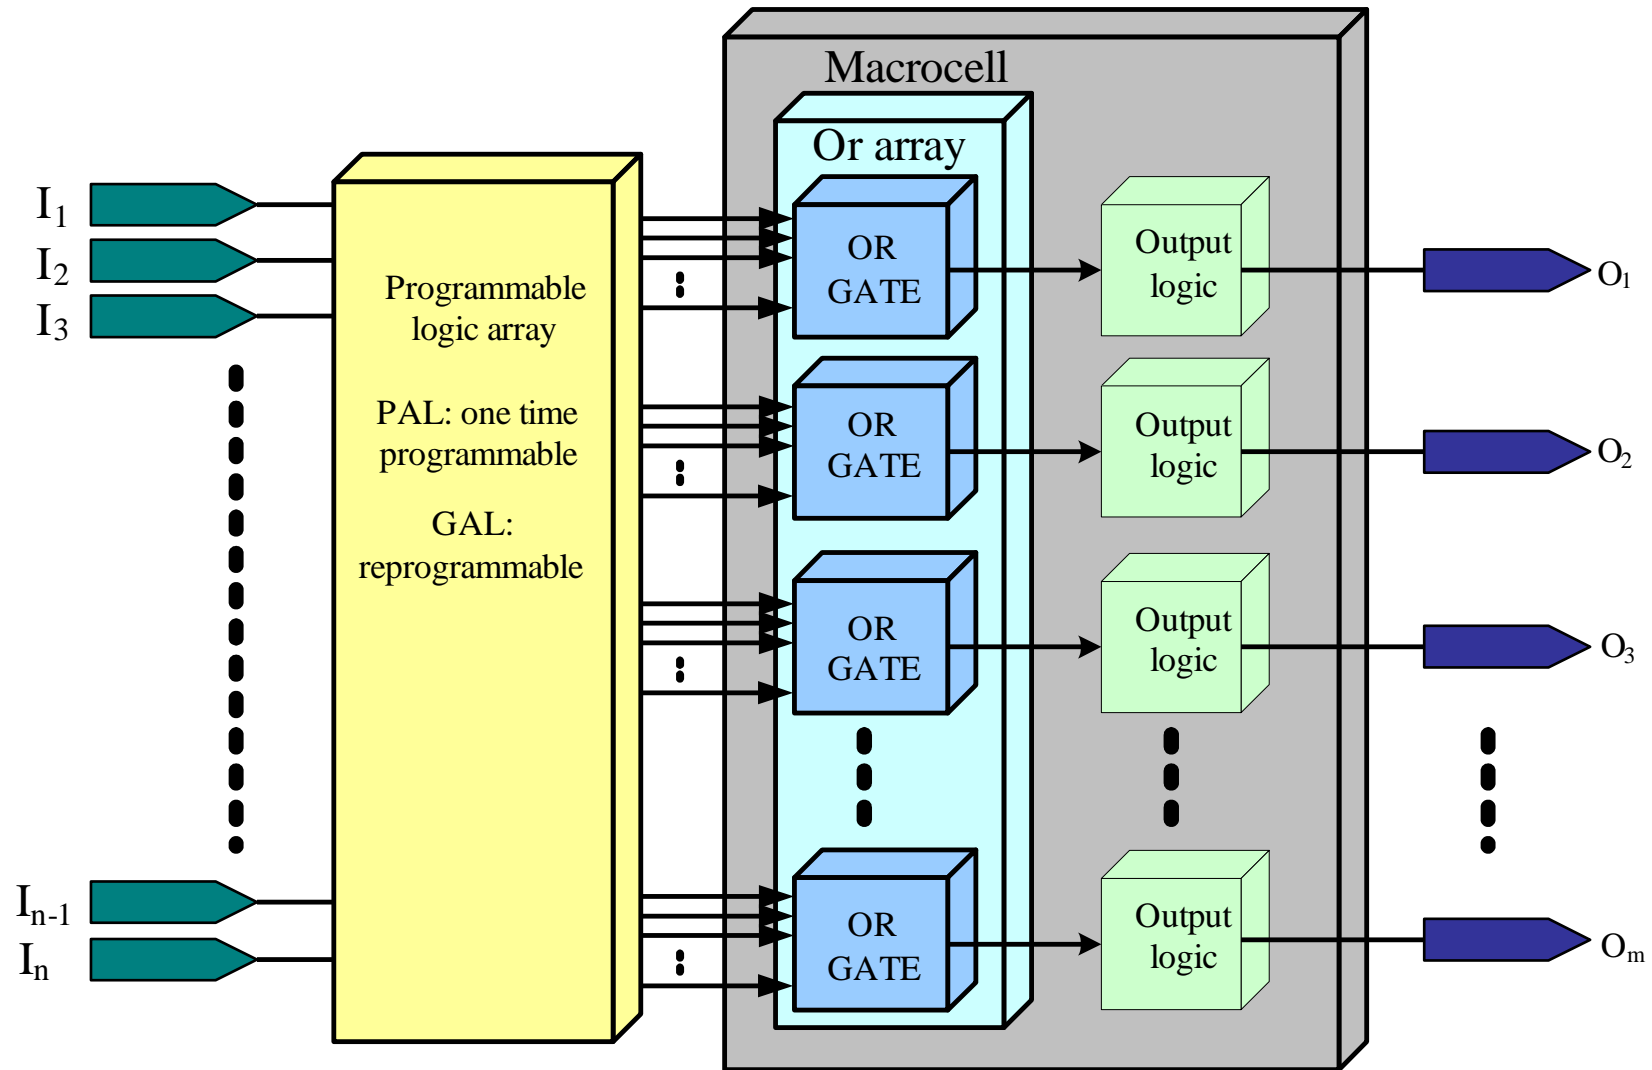 Macrocell
Or array
I1
I2
I3
In-1
In
Programmable
logic array
PAL: one time
programmable
GAL:
reprogrammable
OR
GATE
Output
logic
O1
OR
GATE
Output
logic
O2
OR
GATE
Output
logic
O3
OR
GATE
Output
logic
Om